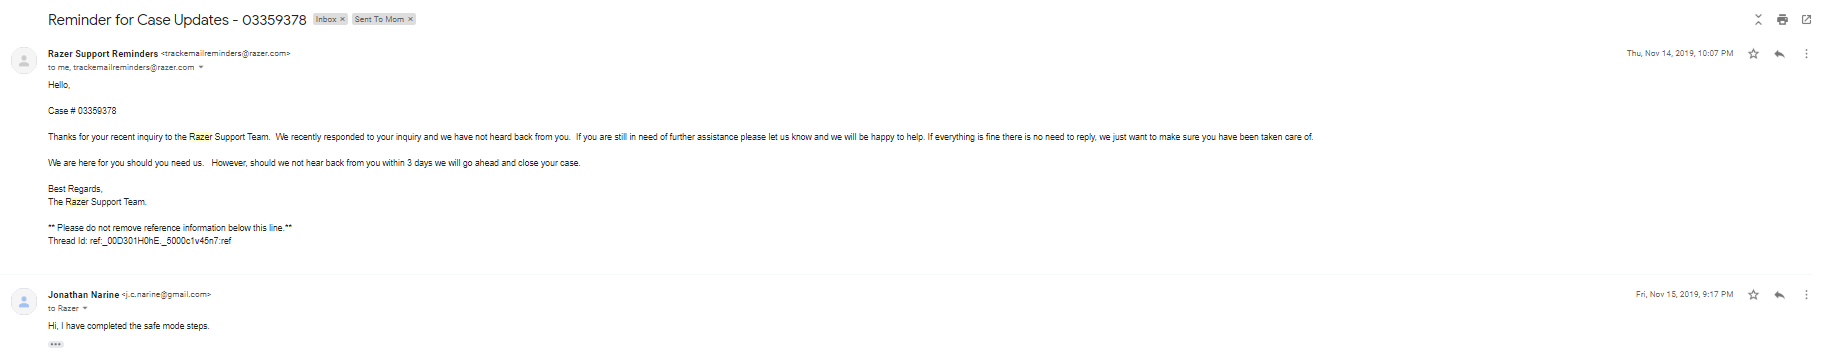 Reminder for Case Updates - 03359378 Inbox × Sent To Mom ×
Razer Support Reminders <trackemailreminders@razer.com> Thu, Nov 14, 2019, 10:07 PM
to me, trackemailreminders@razer.com
Hello,
Case # 03359378
Thanks for your recent inquiry to the Razer Support Team. We recently responded to your inquiry and we have not heard back from you. If you are still in need of further assistance please let us know and we will be happy to help. If everything is fine there is no need to reply, we just want to make sure you have been taken care of.
We are here for you should you need us. However, should we not hear back from you within 3 days we will go ahead and close your case.
Best Regards,
The Razer Support Team.
** Please do not remove reference information below this line.**
Thread Id: ref:_00D301H0hE._5000c1v45n7:ref
Jonathan Narine <j.c.narine@gmail.com> Fri, Nov 15, 2019, 9:17 PM
to Razer
Hi, I have completed the safe mode steps.